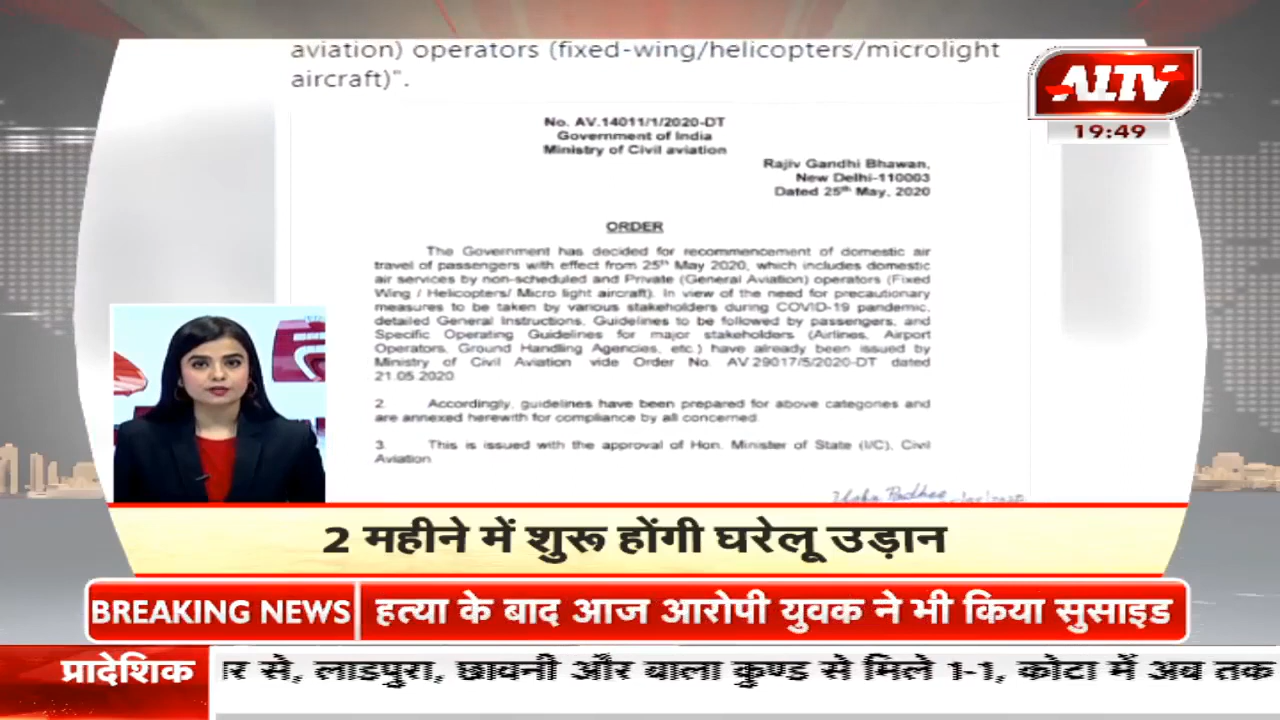 aviation) operators (fixed-wing/helicopters/microlight
aircraft)".
ALTV
19:49
No. AV.14011/1/2020-DT
Government of India
Ministry of Civil aviation
Rajiv Gandhi Bhawan,
New Delhi-110003
Dated 25th May, 2020
ORDER
The Government has decided for recommencement of domestic air
travel of passengers with effect from 25th May 2020, which includes domestic
air services by non-scheduled and Private (General Aviation) operators (Fixed
Wing / Helicopters/ Micro light aircraft). In view of the need for precautionary
measures to be taken by various stakeholders during COVID-19 pandemic,
detailed General Instructions, Guidelines to be followed by passengers, and
Specific Operating Guidelines for major stakeholders (Airlines, Airport
Operators, Ground Handling Agencies, etc.) have already been issued by
Ministry of Civil Aviation vide Order No. AV.29017/5/2020-DT dated
21.05.2020.
2. Accordingly, guidelines have been prepared for above categories and
are annexed herewith for compliance by all concerned.
3. This is issued with the approval of Hon. Minister of State (I/C), Civil
Aviation
Usha Padhee
2 महीने में शुरू होंगी घरेलू उड़ान
BREAKING NEWS हत्या के बाद आज आरोपी युवक ने भी किया सुसाइड
प्रादेशिक र से, लाडपुरा, छावनी और बाला कुण्ड से मिले 1-1, कोटा में अब तक